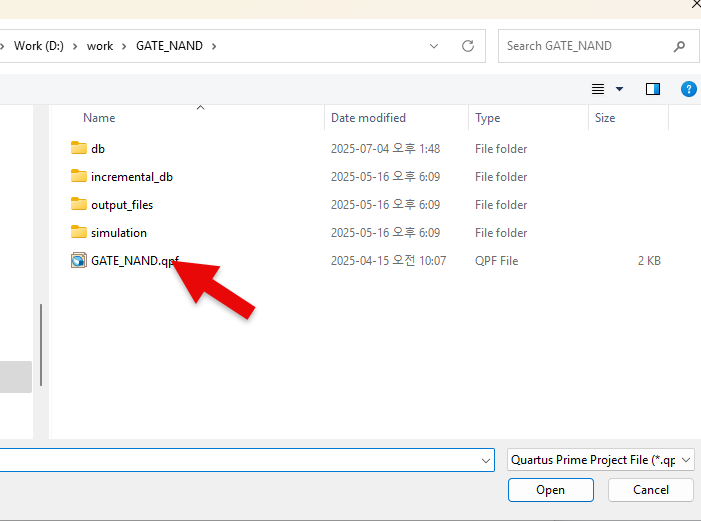 Work (D:) > work > GATE_NAND >
Search GATE_NAND
Name Date modified Type Size
db 2025-07-04 오후 1:48 File folder
incremental_db 2025-05-16 오후 6:09 File folder
output_files 2025-05-16 오후 6:09 File folder
simulation 2025-05-16 오후 6:09 File folder
GATE_NAND.qpf 2025-04-15 오전 10:07 QPF File 2 KB
Quartus Prime Project File (*.qp
Open Cancel